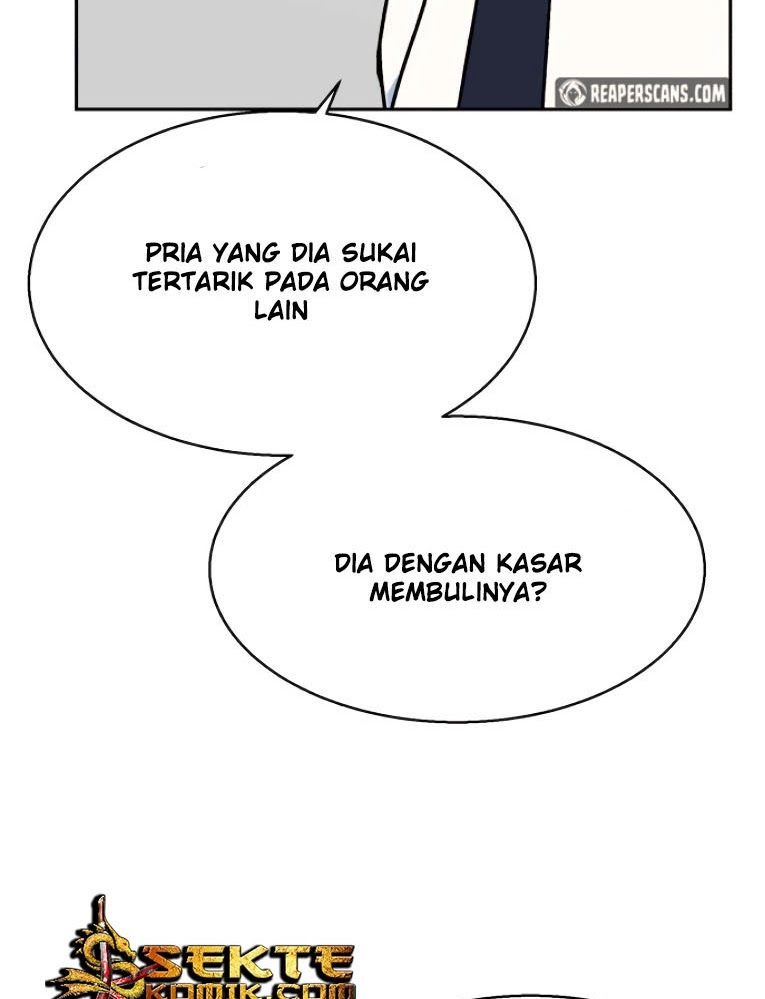 REAPERSCANS.COM
PRIA YANG DIA SUKAI
TERTARIK PADA ORANG
LAIN
DIA DENGAN KASAR
MEMBULINYA?
SEKTE
KOMIK.COM